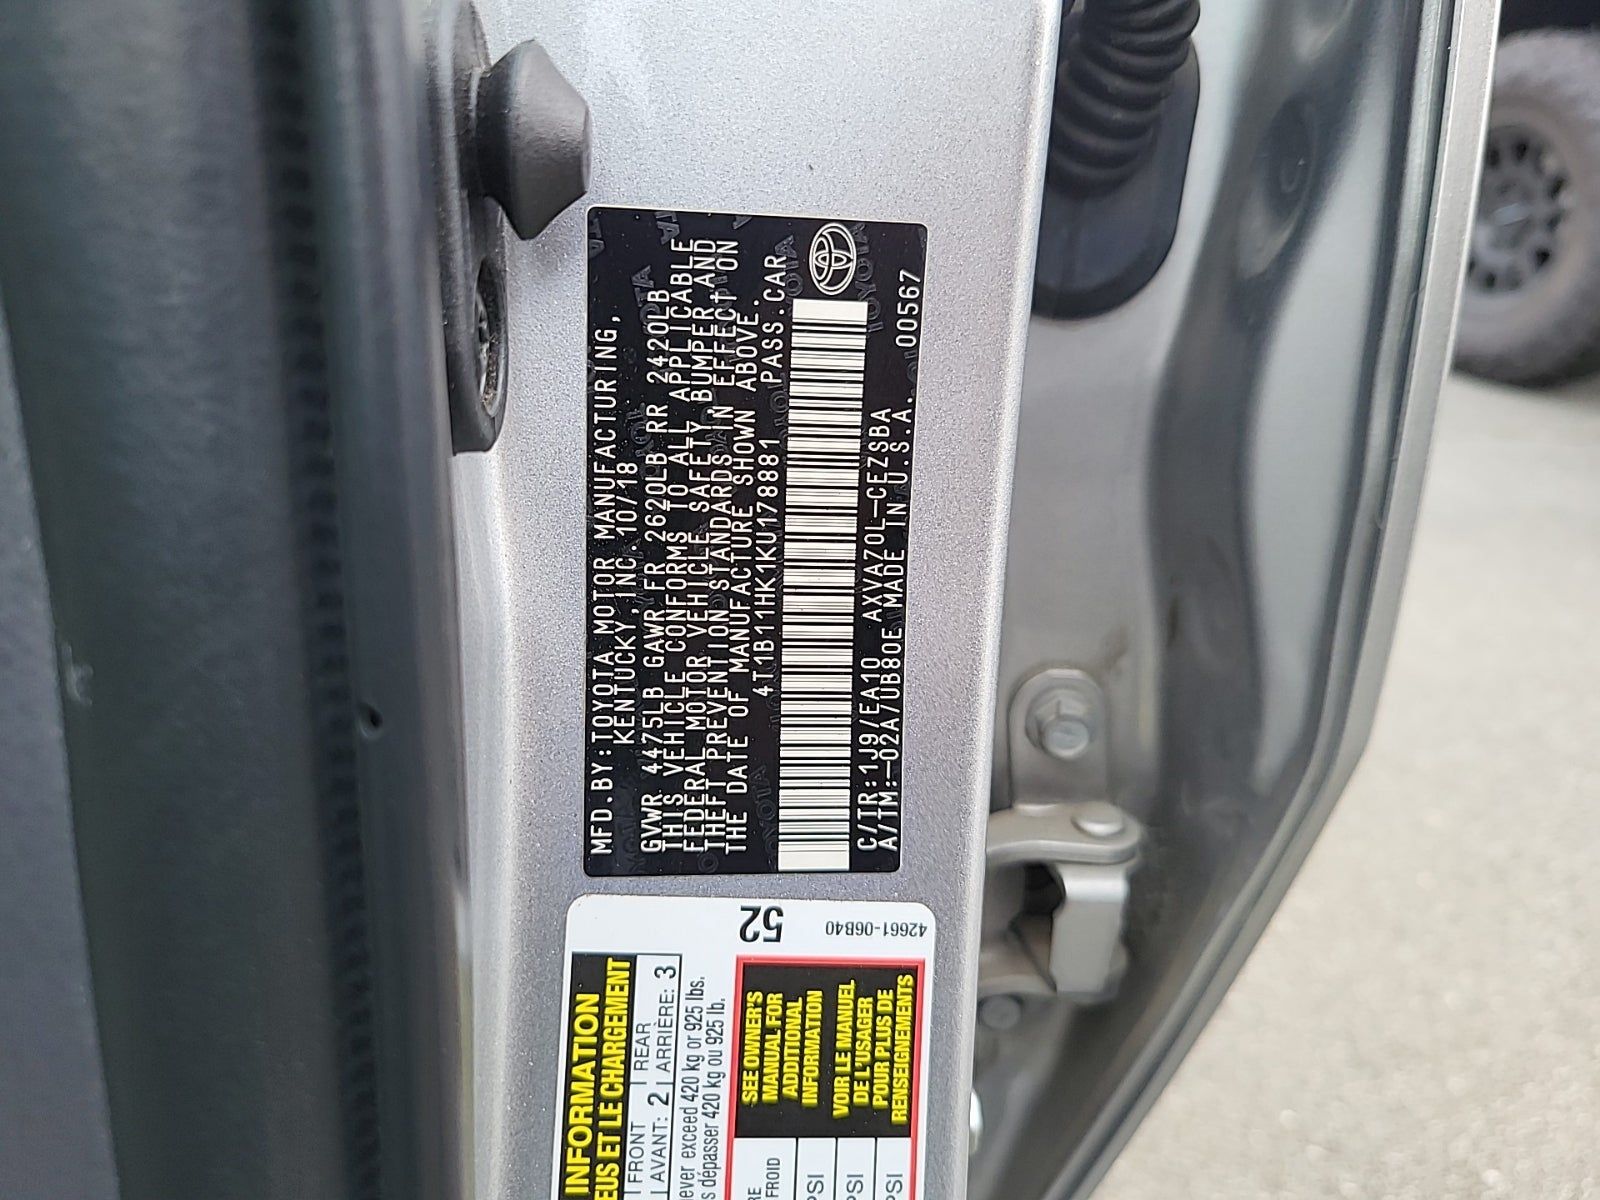 MFD.BY:TOYOTA MOTOR MANUFACTURING,
KENTUCKY,INC. 10/18
GVWR 4475LB GAWR FR 2620LB RR 2420LB
THIS VEHICLE CONFORMS TO ALL APPLICABLE
FEDERAL MOTOR VEHICLE SAFETY,BUMPER,AND
THEFT PREVENTION STANDARDS IN EFFECT ON
THE DATE OF MANUFACTURE SHOWN ABOVE.
4T1B11HK1KU178881 PASS.CAR
C/TR:1J9/EA10 AXVA70L-CEZSBA
A/TM:-02A/UB80E MADE IN U.S.A. 00567
TOYOTA
52
42661-06B40
INFORMATION
ET LE CHARGEMENT
FRONT
REAR
AVANT: 2
ARRIÈRE: 3
exceed 420 kg or 925 lbs.
dépasser 420 kg ou 925 lb.
SEE OWNER'S
MANUAL FOR
ADDITIONAL
INFORMATION
VOIR LE MANUEL
DE L'USAGER
POUR PLUS DE
RENSEIGNEMENTS
FROID
PSI
PSI
PSI